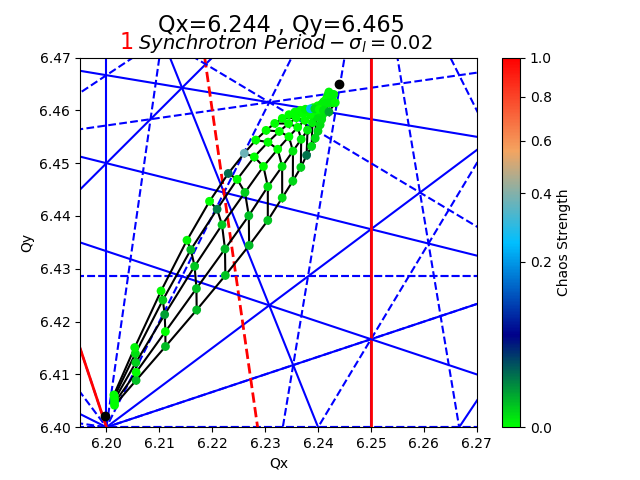 Qx=6.244 , Qy=6.465
1 Synchrotron Period − σ_l = 0.02
6.47
6.46
6.45
6.44
6.43
6.42
6.41
6.40
Qy
6.20 6.21 6.22 6.23 6.24 6.25 6.26 6.27
Qx
1.0
0.8
0.6
0.4
0.2
0.0
Chaos Strength